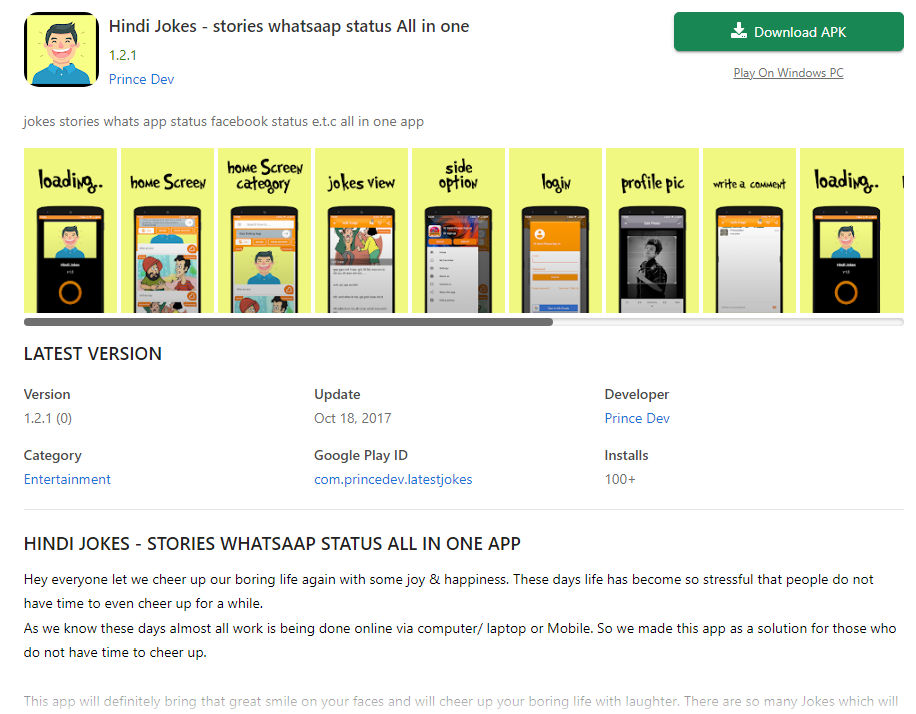 Hindi Jokes - stories whatsaap status All in one
1.2.1
Prince Dev
Download APK
Play On Windows PC
jokes stories whats app status facebook status e.t.c all in one app
loading..
home Screen
home Screen
category
jokes view
side
option
login
profile pic
write a comment
loading..
Hindi Jokes
Hindi Jokes
LATEST VERSION
Version
Update
Developer
1.2.1 (0)
Oct 18, 2017
Prince Dev
Category
Google Play ID
Installs
Entertainment
com.princedev.latestjokes
100+
HINDI JOKES - STORIES WHATSAAP STATUS ALL IN ONE APP
Hey everyone let we cheer up our boring life again with some joy & happiness. These days life has become so stressful that people do not
have time to even cheer up for a while.
As we know these days almost all work is being done online via computer/ laptop or Mobile. So we made this app as a solution for those who
do not have time to cheer up.
This app will definitely bring that great smile on your faces and will cheer up your boring life with laughter. There are so many Jokes which will